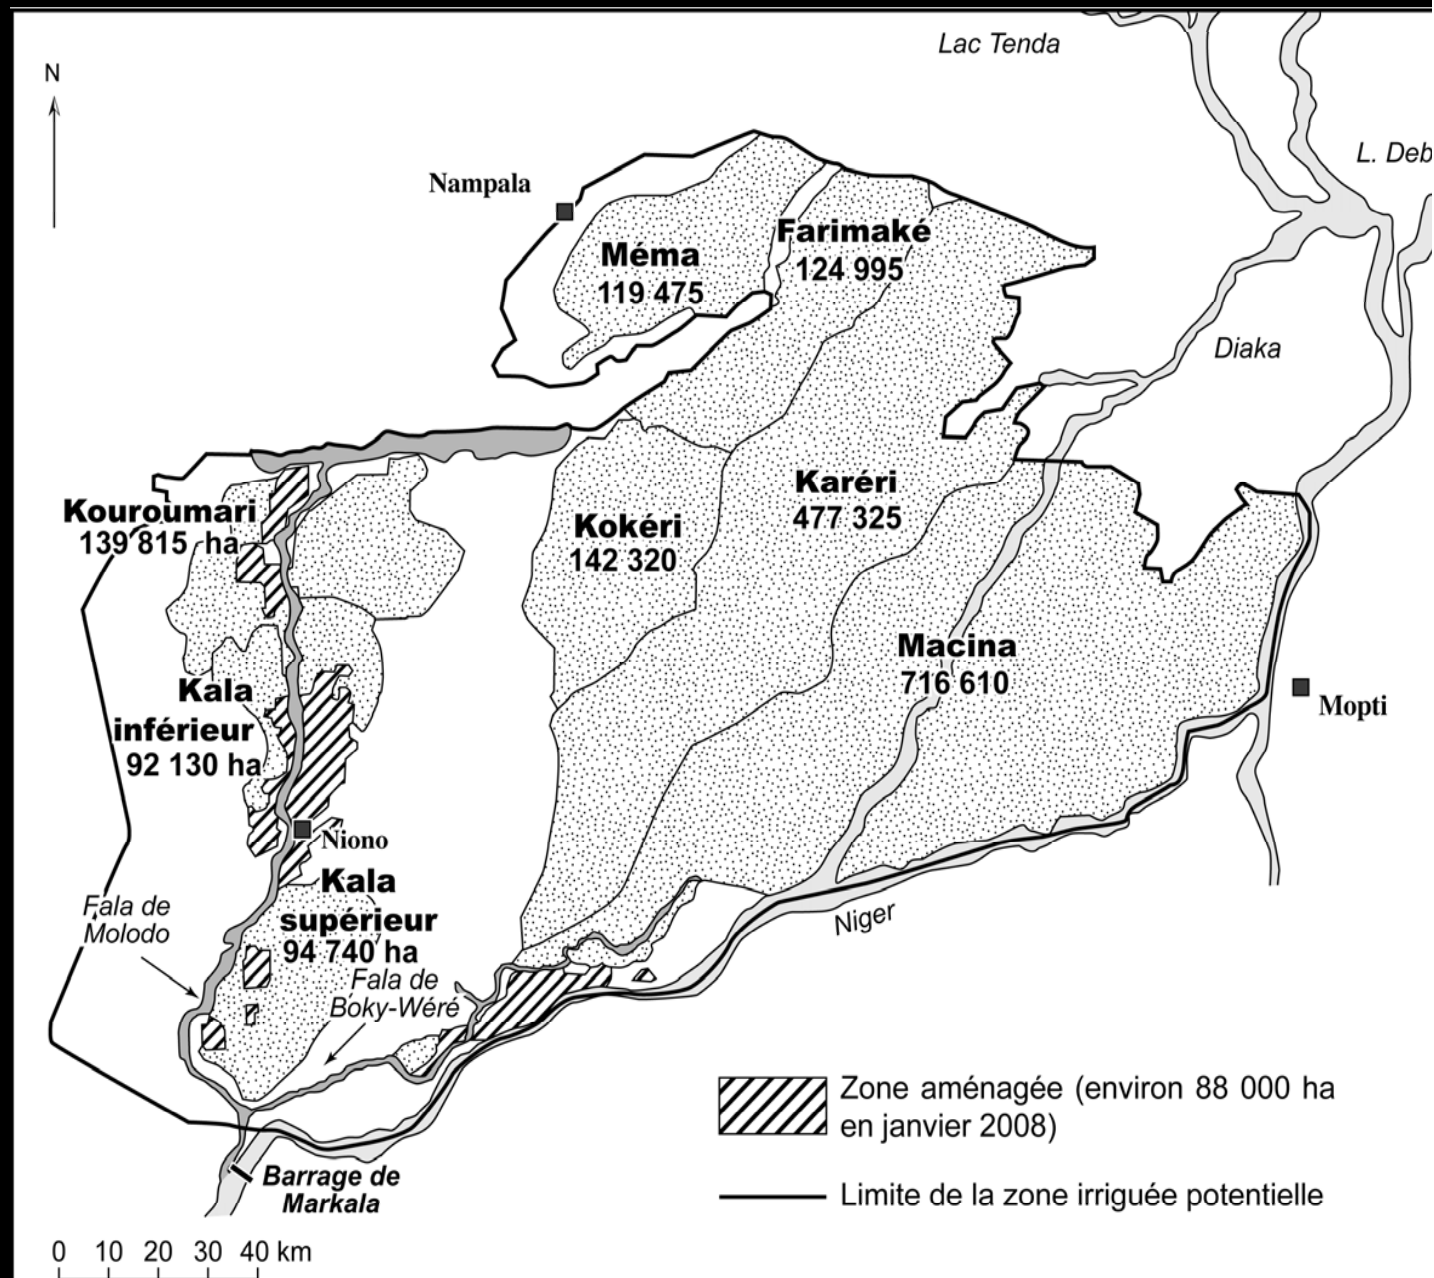 Lac Tenda
N
L. Deb
Nampala
Farimaké
124 995
Méma
119 475
Diaka
Karéri
477 325
Kouroumari
139 815 ha
Kokéri
142 320
Macina
716 610
Kala
inférieur
92 130 ha
Mopti
Niono
Kala
supérieur
94 740 ha
Fala de
Molodo
Niger
Fala de
Boky-Wéré
Zone aménagée (environ 88 000 ha
en janvier 2008)
Barrage de
Markala
Limite de la zone irriguée potentielle
0 10 20 30 40 km